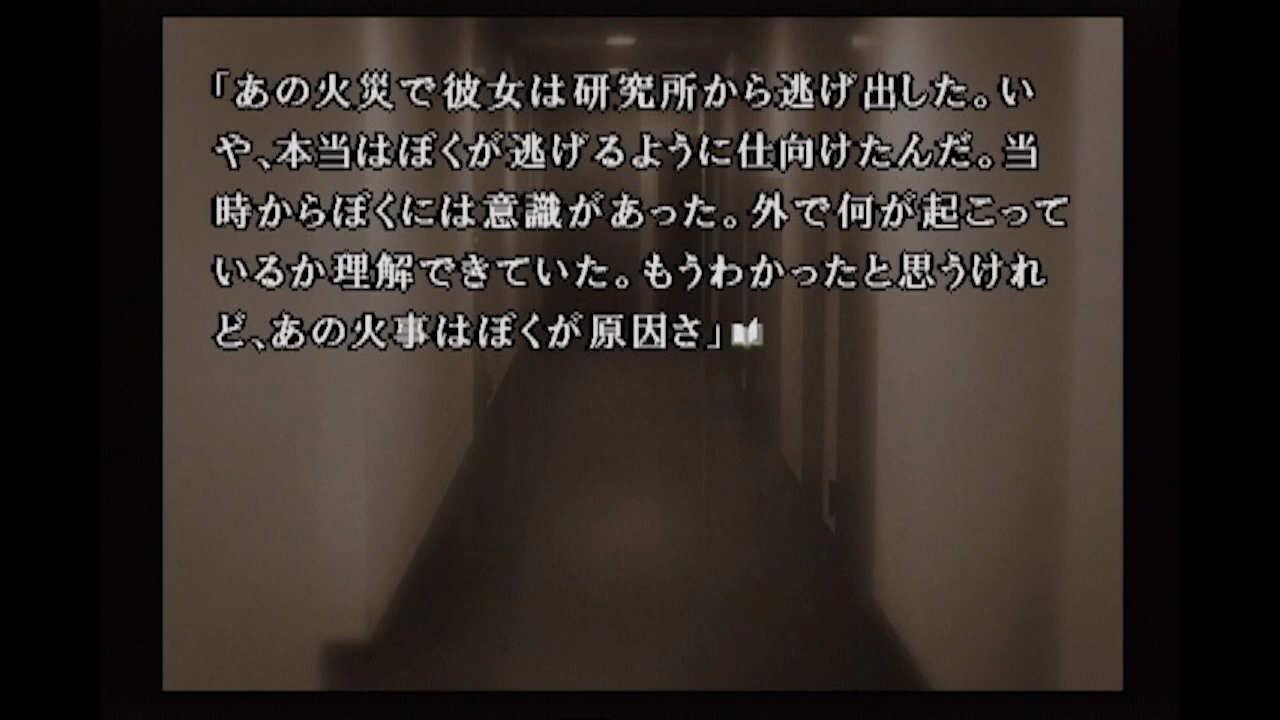 「あの火災で彼女は研究所から逃げ出した。い
や、本当はぼくが逃げるように仕向けたんだ。当
時からぼくには意識があった。外で何が起こって
いるか理解できていた。もうわかったと思うけれ
ど、あの火事はぼくが原因さ」